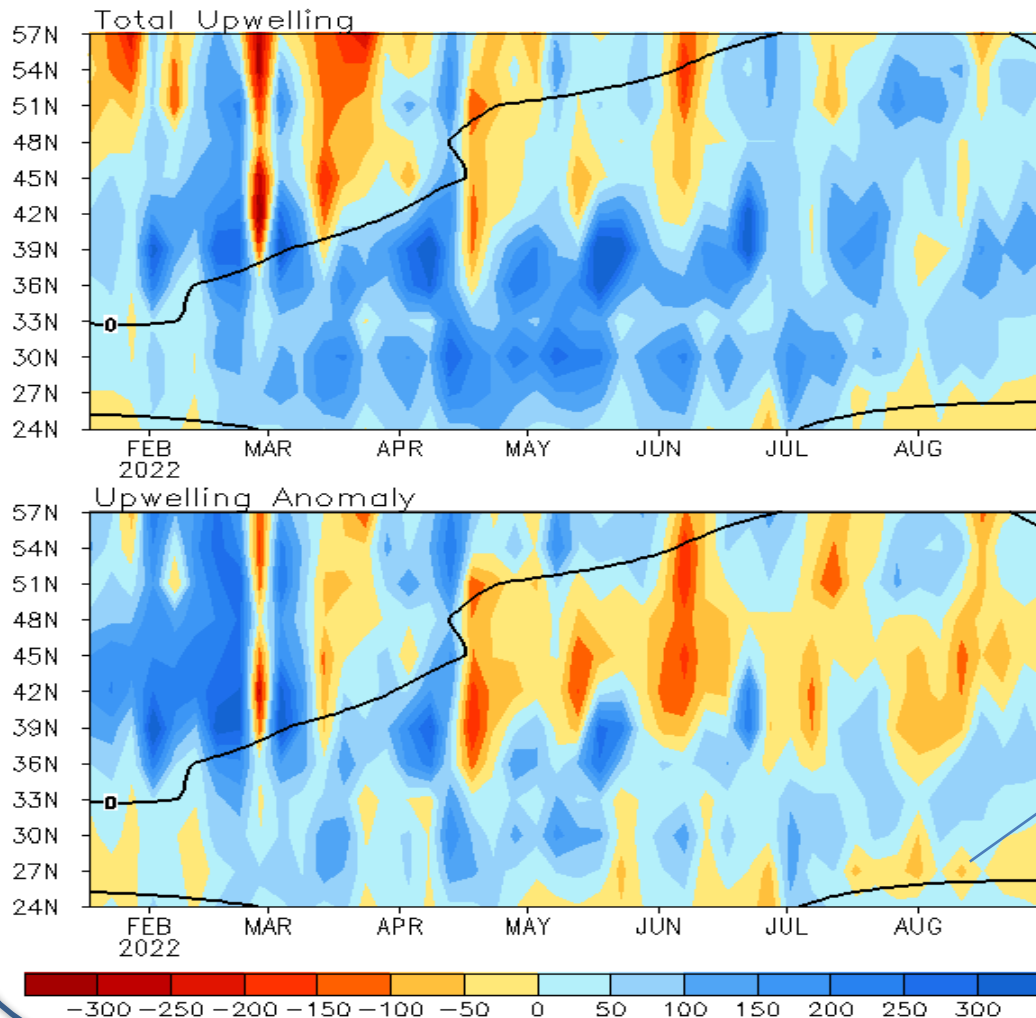 Total Upwelling
57N
54N
51N
48N
45N
42N
39N
36N
33N
30N
27N
24N
0
FEB MAR APR MAY JUN JUL AUG
2022
Upwelling Anomaly
57N
54N
51N
48N
45N
42N
39N
36N
33N
30N
27N
24N
0
FEB MAR APR MAY JUN JUL AUG
2022
-300 -250 -200 -150 -100 -50 0 50 100 150 200 250 300